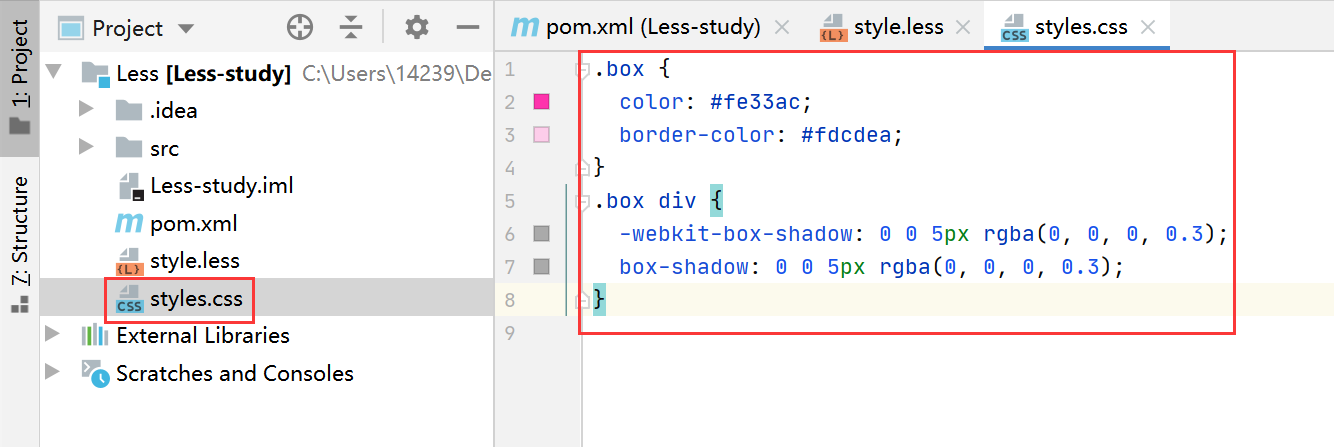 1: Project
7: Structure
Project
Less [Less-study] C:\Users\14239\De
.idea
src
Less-study.iml
m pom.xml
{L} style.less
CSS styles.css
External Libraries
Scratches and Consoles
m pom.xml (Less-study)
{L} style.less
CSS styles.css
1 .box {
2 color: #fe33ac;
3 border-color: #fdcdea;
4 }
5 .box div {
6 -webkit-box-shadow: 0 0 5px rgba(0, 0, 0, 0.3);
7 box-shadow: 0 0 5px rgba(0, 0, 0, 0.3);
8 }
9